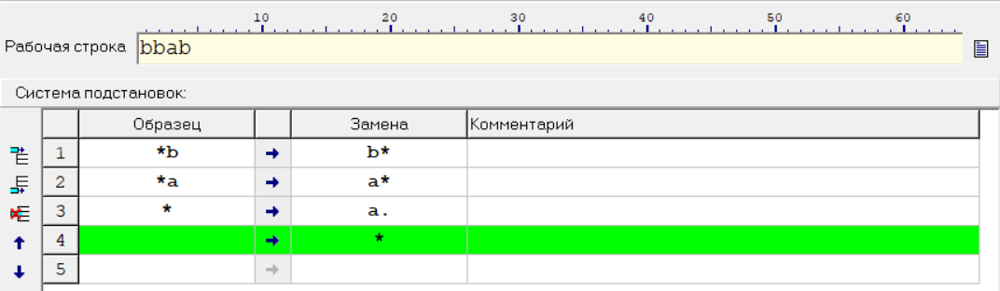 10 20 30 40 50 60
Рабочая строка bbab
Система подстановок:
Образец Замена Комментарий
1 *b → b*
2 *a → a*
3 * → a.
4 → *
5 →